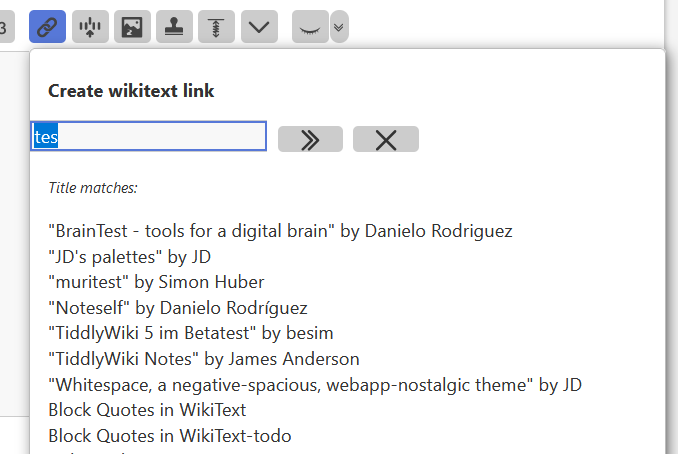 3
Create wikitext link
tes
Title matches:
"BrainTest - tools for a digital brain" by Danielo Rodriguez
"JD's palettes" by JD
"muritest" by Simon Huber
"Noteself" by Danielo Rodríguez
"TiddlyWiki 5 im Betatest" by besim
"TiddlyWiki Notes" by James Anderson
"Whitespace, a negative-spacious, webapp-nostalgic theme" by JD
Block Quotes in WikiText
Block Quotes in WikiText-todo